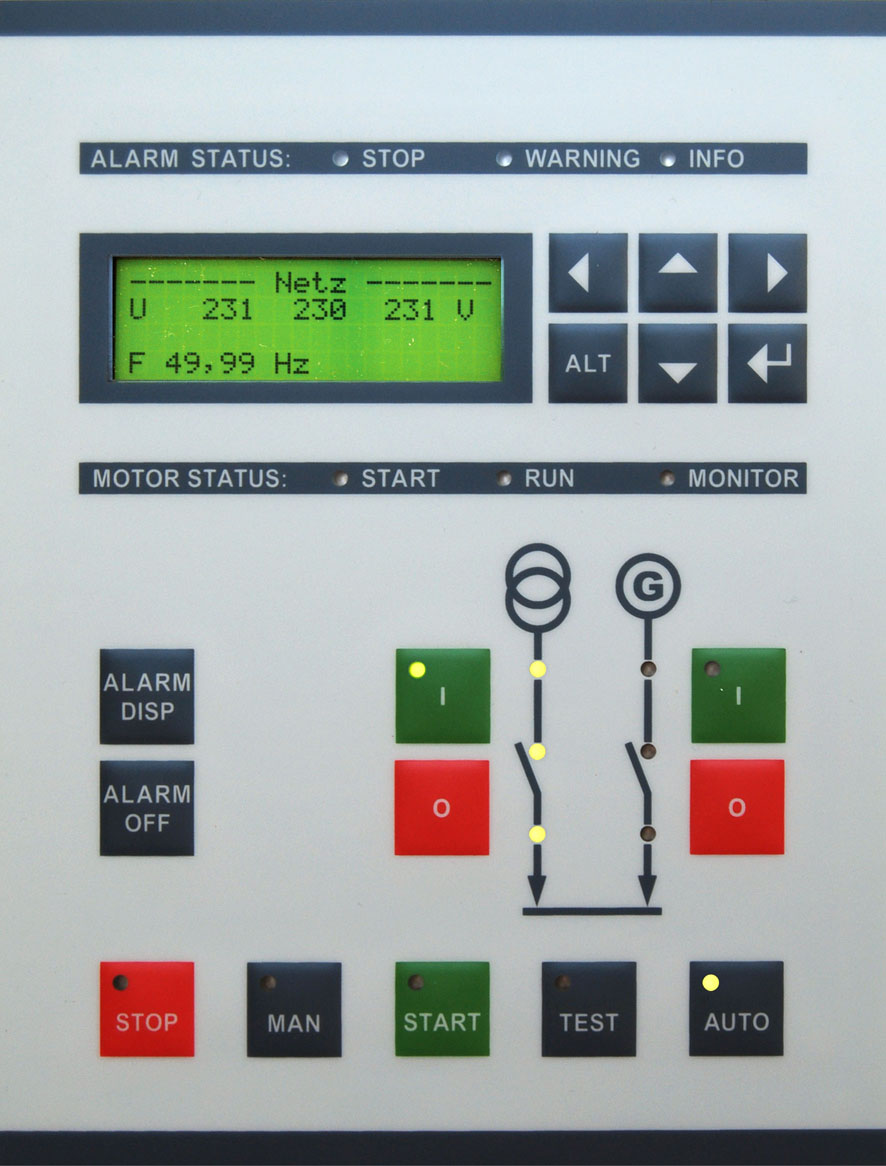 ALARM STATUS: STOP WARNING INFO
------- Netz -------
U 231 230 231 V
F 49,99 Hz
ALT
MOTOR STATUS: START RUN MONITOR
G
ALARM
DISP
I
I
ALARM
OFF
O
O
STOP
MAN
START
TEST
AUTO